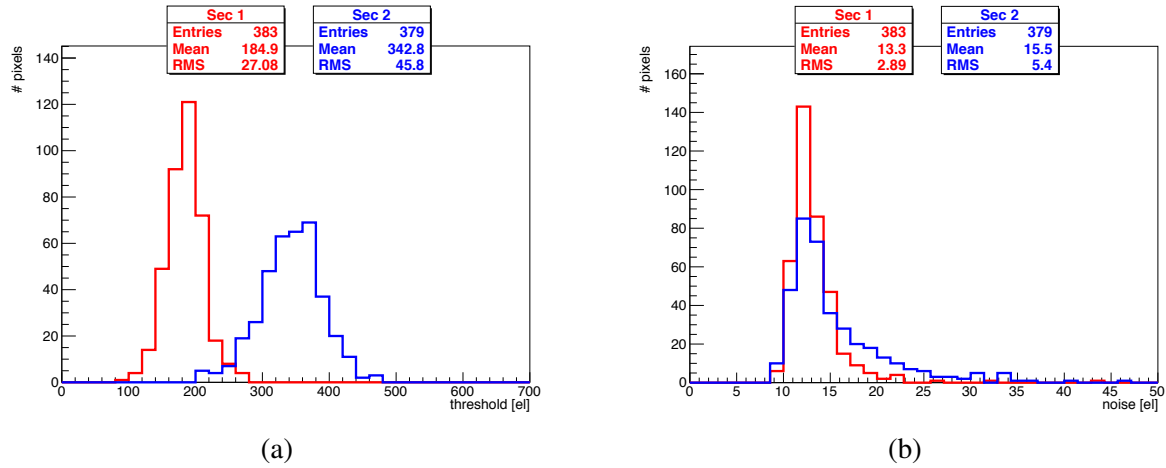 Sec 1
Entries 383
Mean 184.9
RMS 27.08
Sec 2
Entries 379
Mean 342.8
RMS 45.8
# pixels
140
120
100
80
60
40
20
0
0 100 200 300 400 500 600 700
threshold [el]
(a)
Sec 1
Entries 383
Mean 13.3
RMS 2.89
Sec 2
Entries 379
Mean 15.5
RMS 5.4
# pixels
160
140
120
100
80
60
40
20
0
0 5 10 15 20 25 30 35 40 45 50
noise [el]
(b)